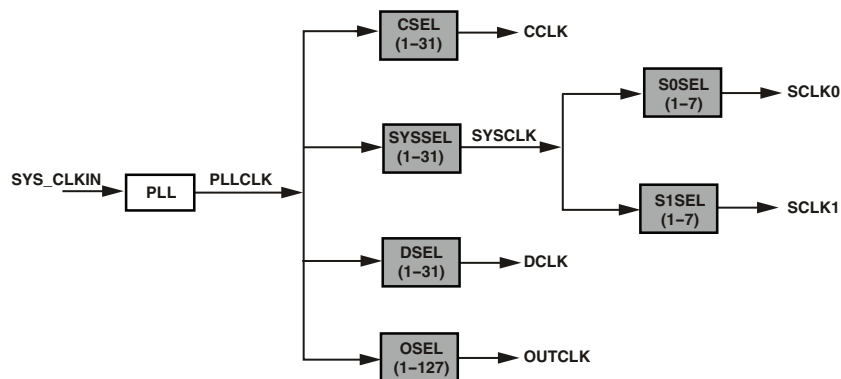 CSEL
(1–31)
CCLK
S0SEL
(1–7)
SCLK0
SYSSEL
(1–31)
SYSCLK
SYS_CLKIN
PLL
PLLCLK
S1SEL
(1–7)
SCLK1
DSEL
(1–31)
DCLK
OSEL
(1–127)
OUTCLK